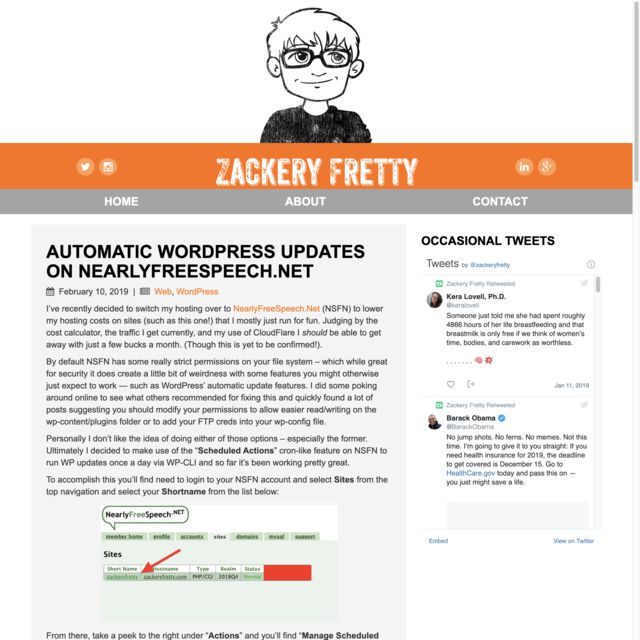 ZACKERY FRETTY
HOME
ABOUT
CONTACT
AUTOMATIC WORDPRESS UPDATES
ON NEARLYFREESPEECH.NET
February 10, 2019 | Web, WordPress
I've recently decided to switch my hosting over to NearlyFreeSpeech.Net (NSFN) to lower
my hosting costs on sites (such as this one!) that I mostly just run for fun. Judging by the
cost calculator, the traffic I get currently, and my use of CloudFlare I should be able to get
away with just a few bucks a month. (Though this is yet to be confirmed!).
By default NSFN has some really strict permissions on your file system – which while great
for security it does create a little bit of weirdness with some features you might otherwise
just expect to work — such as WordPress' automatic update features. I did some poking
around online to see what others recommended for fixing this and quickly found a lot of
posts suggesting you should modify your permissions to allow easier read/writing on the
wp-content/plugins folder or to add your FTP creds into your wp-config file.
Personally I don't like the idea of doing either of those options – especially the former.
Ultimately I decided to make use of the "Scheduled Actions" cron-like feature on NSFN to
run WP updates once a day via WP-CLI and so far it's been working pretty great.
To accomplish this you'll find need to login to your NSFN account and select Sites from the
top navigation and select your Shortname from the list below:
NearlyFreeSpeech.NET
member home profile accounts sites domains mysql support
Sites
Short Name Hostname Type Realm Status
zackeryfretty zackeryfretty.com PHP/CGI 2018Q4 Normal
From there, take a peek to the right under "Actions" and you'll find "Manage Scheduled
OCCASIONAL TWEETS
Tweets by @zackeryfretty
Zackery Fretty Retweeted
Kera Lovell, Ph.D.
@keralovell
Someone just told me she had spent roughly
4866 hours of her life breastfeeding and that
breastmilk is only free if we think of women's
time, bodies, and carework as worthless.
. . . . . . .
Jan 11, 2019
Zackery Fretty Retweeted
Barack Obama
@BarackObama
No jump shots. No ferns. No memes. Not this
time. I'm going to give it to you straight: If you
need health insurance for 2019, the deadline
to get covered is December 15. Go to
HealthCare.gov today and pass this on —
you just might save a life.
Embed
View on Twitter